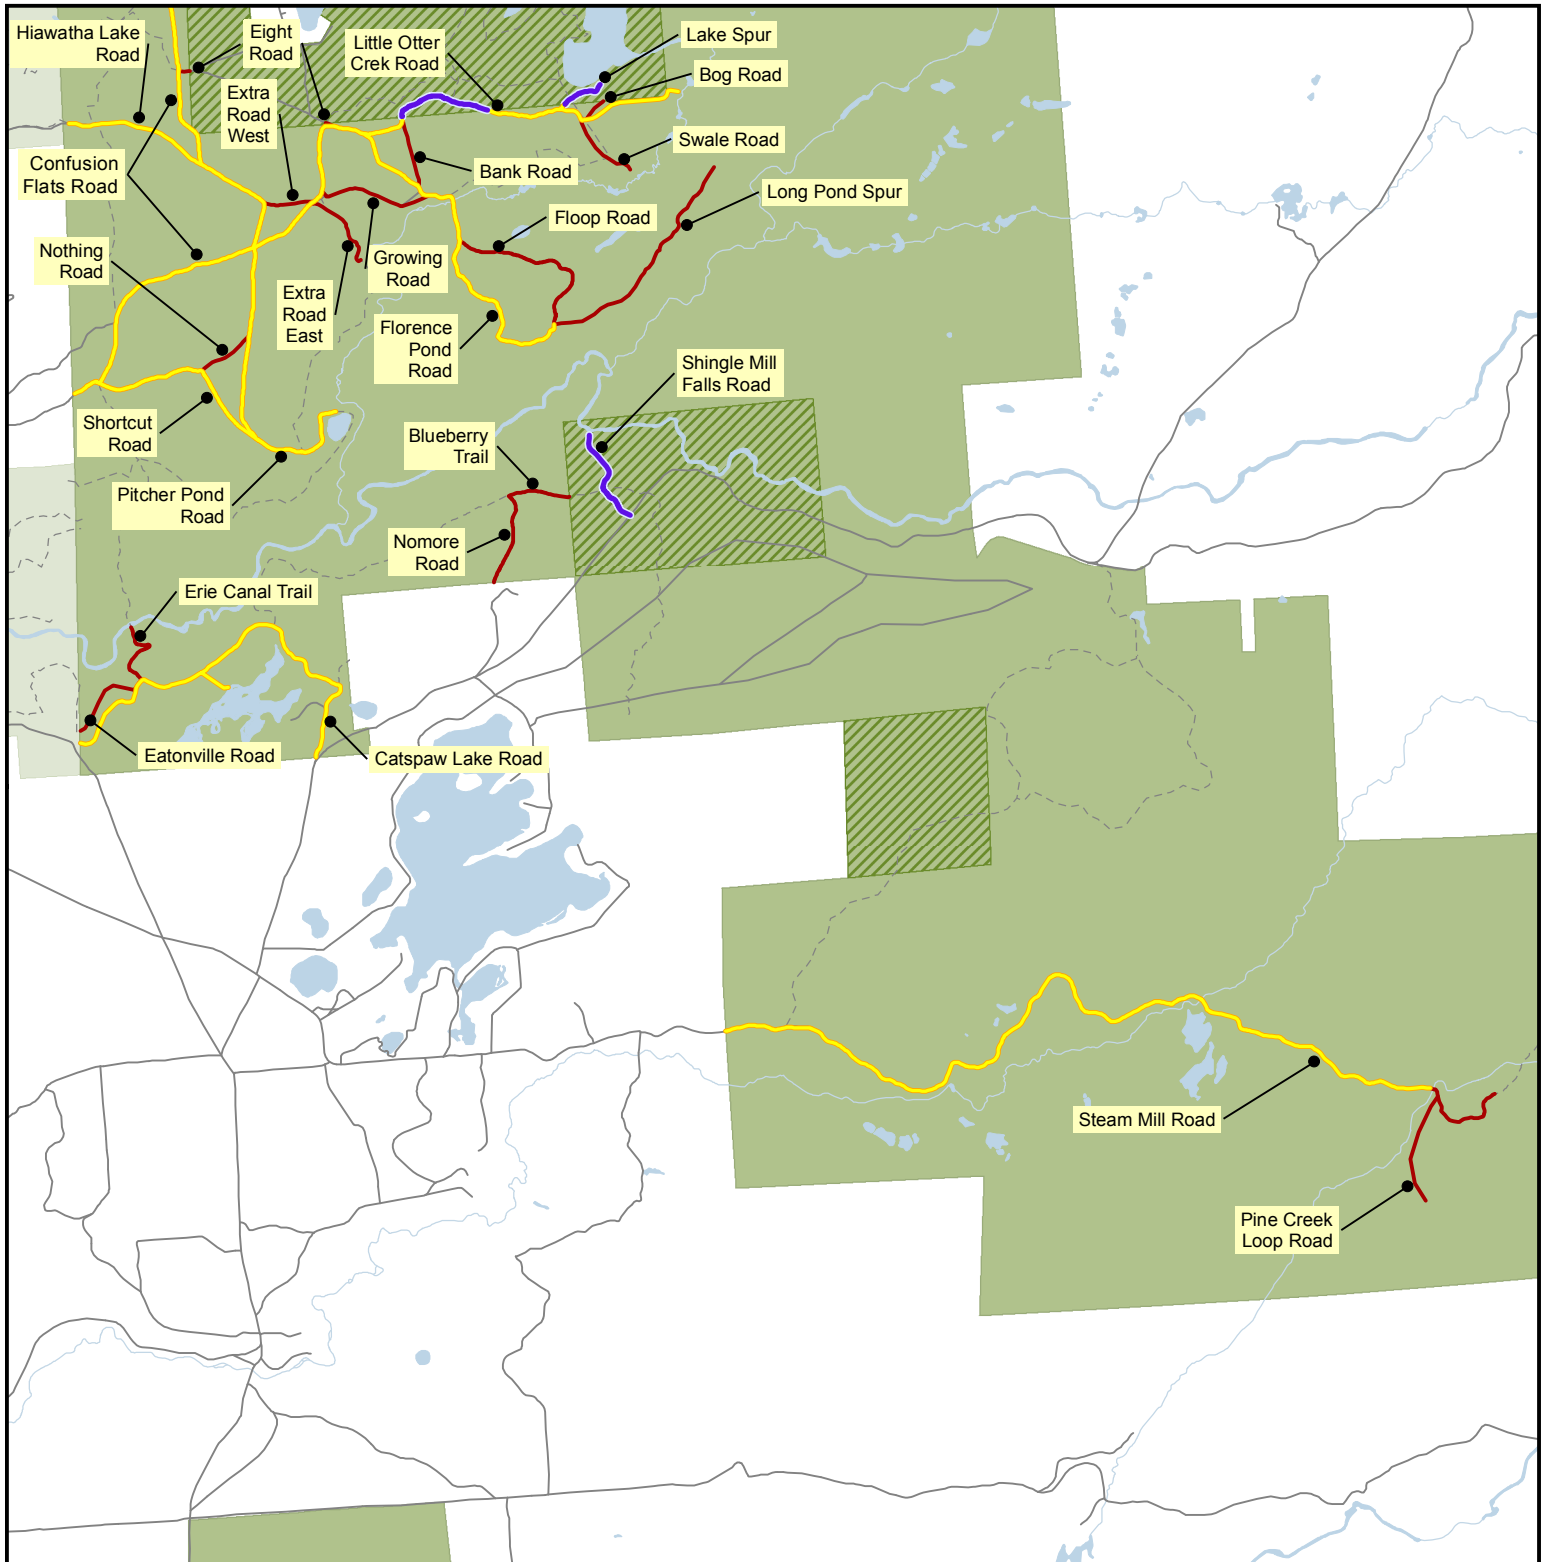 Hiawatha Lake
Road
Eight
Road
Little Otter
Crek Road
Lake Spur
Bog Road
Extra
Road
West
Swale Road
Confusion
Flats Road
Bank Road
Long Pond Spur
Floop Road
Nothing
Road
Growing
Road
Extra
Road
East
Florence
Pond
Road
Shingle Mill
Falls Road
Shortcut
Road
Blueberry
Trail
Pitcher Pond
Road
Nomore
Road
Erie Canal Trail
Eatonville Road
Catspaw Lake Road
Steam Mill Road
Pine Creek
Loop Road